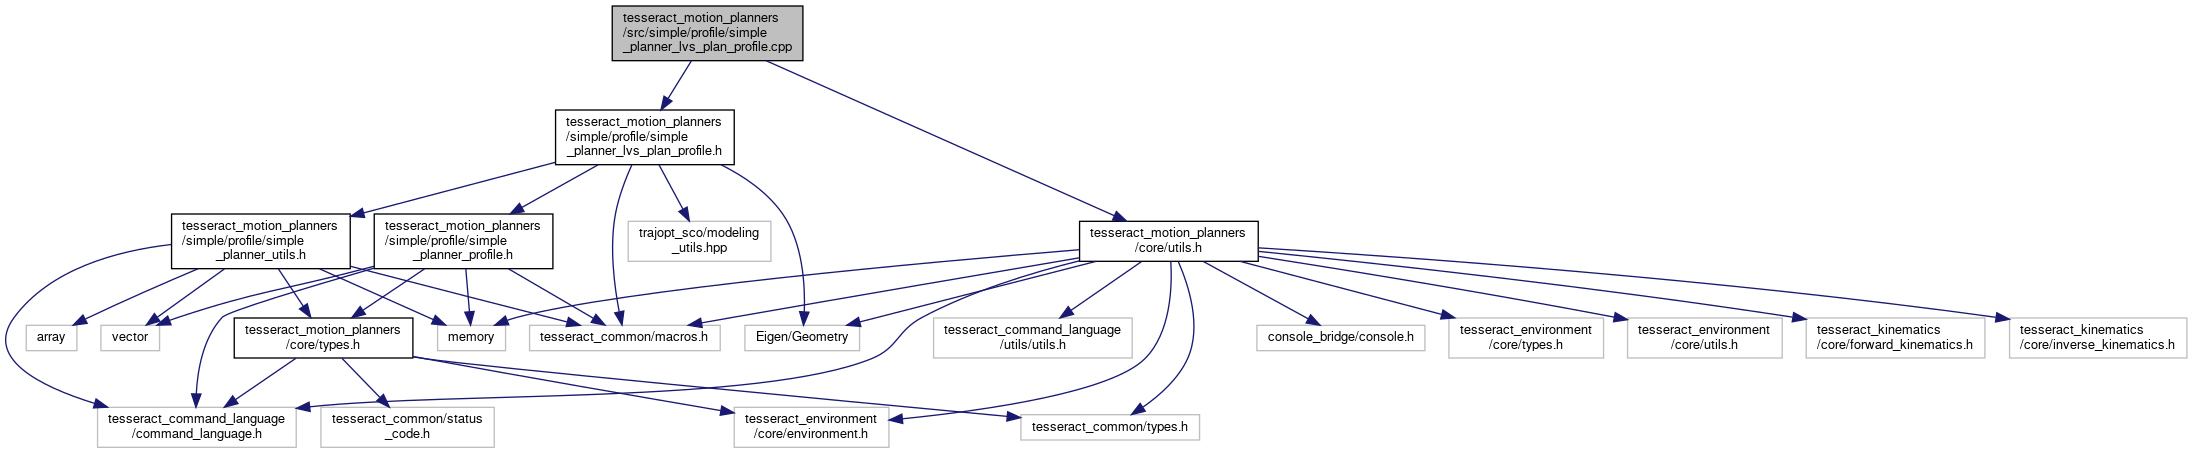 tesseract_motion_planners
/src/simple/profile/simple
_planner_lvs_plan_profile.cpp
tesseract_motion_planners
/simple/profile/simple
_planner_lvs_plan_profile.h
tesseract_motion_planners
/simple/profile/simple
_planner_utils.h
tesseract_motion_planners
/simple/profile/simple
_planner_profile.h
trajopt_sco/modeling
_utils.hpp
tesseract_motion_planners
/core/utils.h
array
vector
tesseract_motion_planners
/core/types.h
memory
tesseract_common/macros.h
Eigen/Geometry
tesseract_command_language
/utils/utils.h
console_bridge/console.h
tesseract_environment
/core/types.h
tesseract_environment
/core/utils.h
tesseract_kinematics
/core/forward_kinematics.h
tesseract_kinematics
/core/inverse_kinematics.h
tesseract_command_language
/command_language.h
tesseract_common/status
_code.h
tesseract_environment
/core/environment.h
tesseract_common/types.h